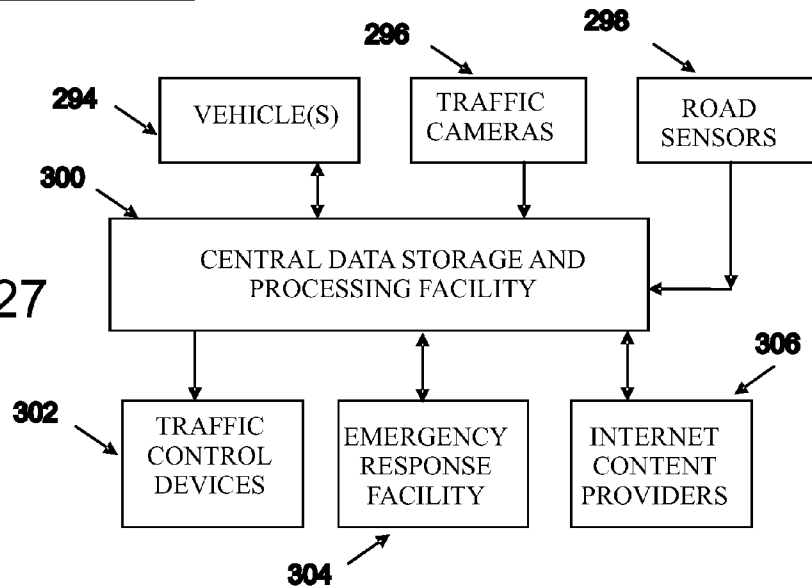 296
298
294
VEHICLE(S)
TRAFFIC
CAMERAS
ROAD
SENSORS
300
CENTRAL DATA STORAGE AND
PROCESSING FACILITY
27
306
302
TRAFFIC
CONTROL
DEVICES
EMERGENCY
RESPONSE
FACILITY
INTERNET
CONTENT
PROVIDERS
304